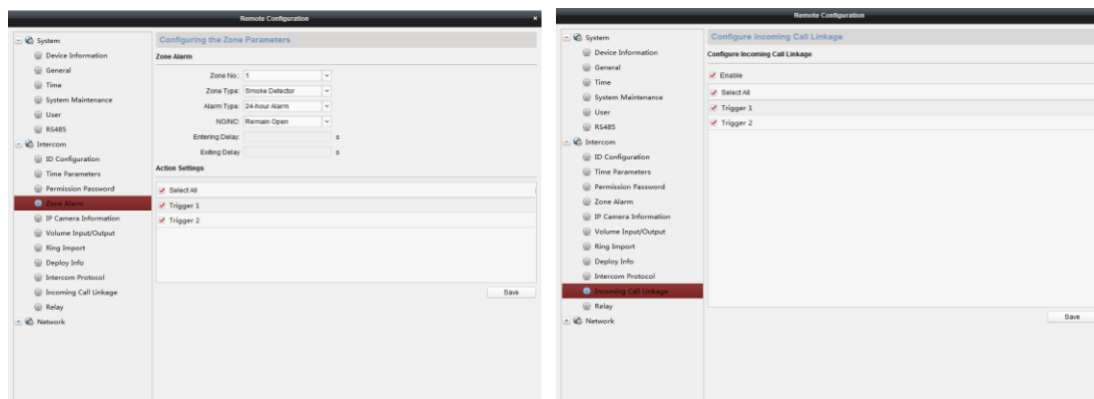 Remote Configuration
×
System
Device Information
General
Time
System Maintenance
User
RS485
Intercom
ID Configuration
Time Parameters
Permission Password
Zone Alarm
IP Camera Information
Volume Input/Output
Ring Import
Deploy Info
Intercom Protocol
Incoming Call Linkage
Relay
Network
Configuring the Zone Parameters
Zone Alarm
Zone No.: 1
Zone Type: Smoke Detector
Alarm Type: 24-hour Alarm
NO/NC: Remain Open
Entering Delay: s
Exiting Delay s
Action Settings
Select All
Trigger 1
Trigger 2
Save
Remote Configuration
System
Device Information
General
Time
System Maintenance
User
RS485
Intercom
ID Configuration
Time Parameters
Permission Password
Zone Alarm
IP Camera Information
Volume Input/Output
Ring Import
Deploy Info
Intercom Protocol
Incoming Call Linkage
Relay
Network
Configure Incoming Call Linkage
Configure Incoming Call Linkage
Enable
Select All
Trigger 1
Trigger 2
Save